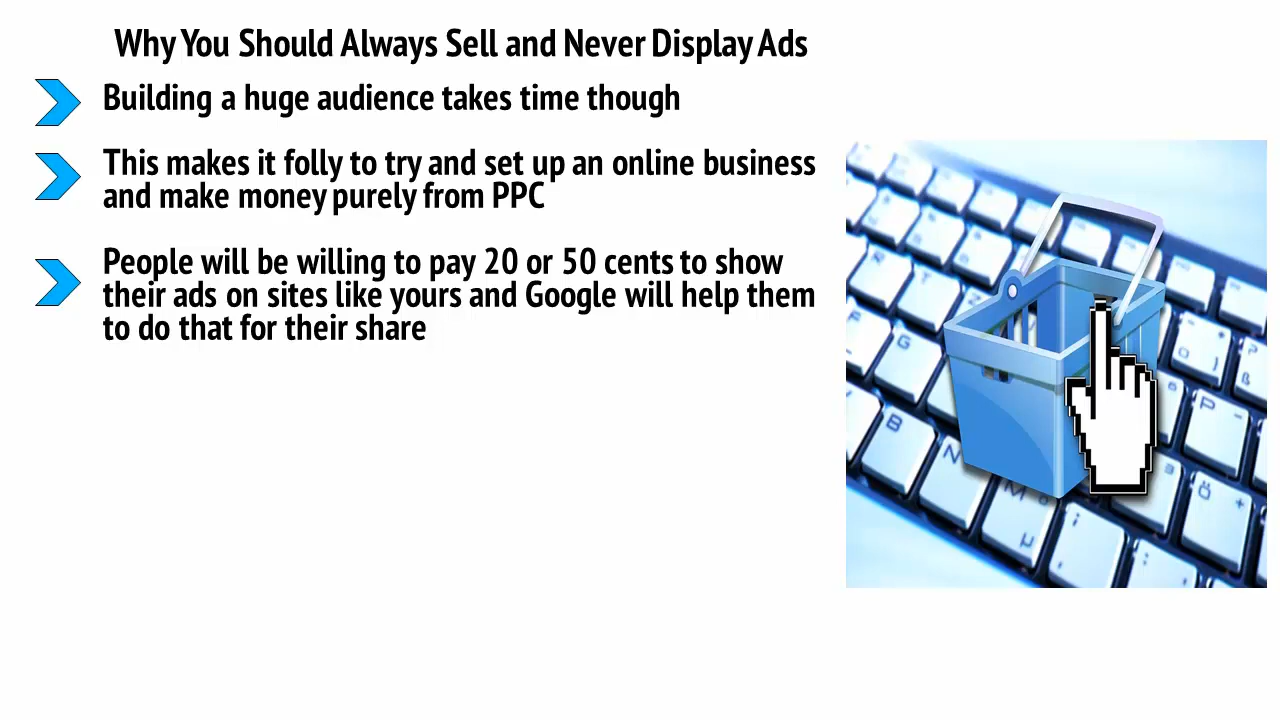 Why You Should Always Sell and Never Display Ads
Building a huge audience takes time though
This makes it folly to try and set up an online business
and make money purely from PPC
People will be willing to pay 20 or 50 cents to show
their ads on sites like yours and Google will help them
to do that for their share